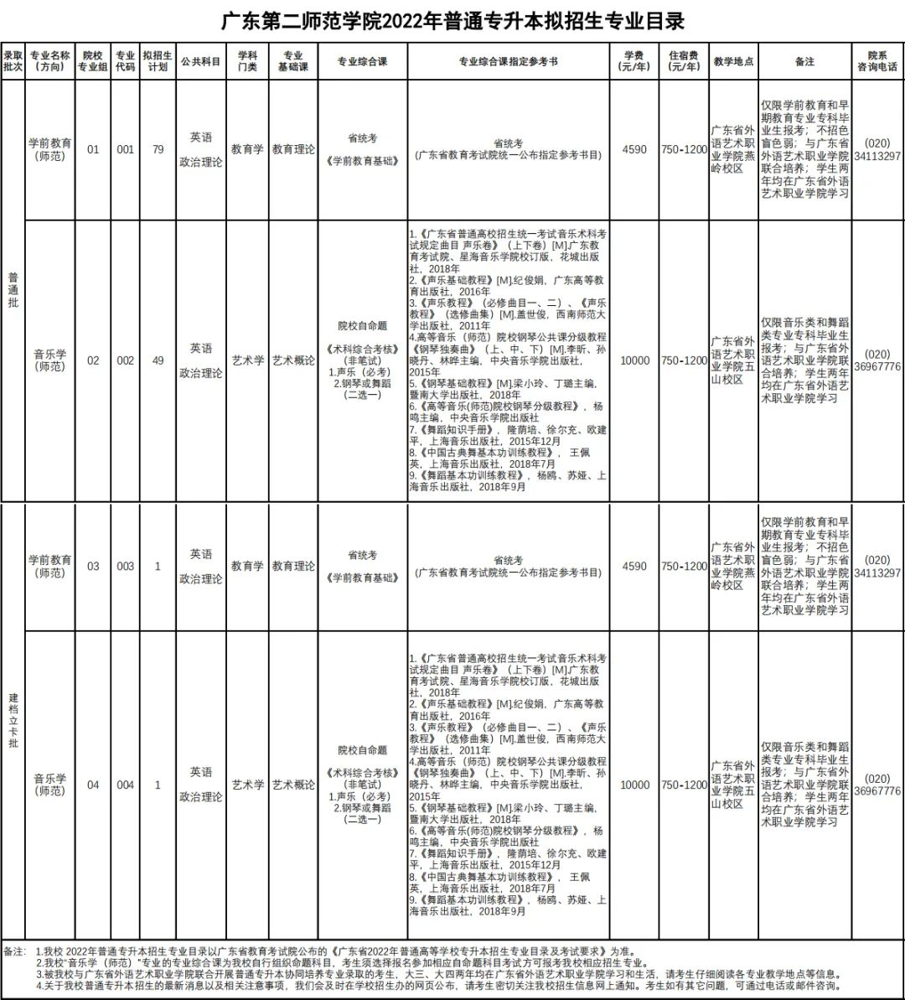 广东第二师范学院2022年普通专升本拟招生专业目录
录取
批次
专业名称
(方向)
院校
专业组
专业
代码
拟招生
计划
公共科目
学科
门类
专业
基础课
专业综合课
专业综合课指定参考书
学费
(元/年)
住宿费
(元/年)
教学地点
备注
院系
咨询电话
普
通
批
学前教育
(师范)
01
001
79
英语
政治理论
教育学
教育理论
省统考
《学前教育基础》
省统考
(广东省教育考试院统一公布指定参考书目)
4590
750-1200
广东省外
语艺术职
业学院燕
岭校区
仅限学前教育和早
期教育专业专科毕
业生报考；不招色
盲色弱；与广东省
外语艺术职业学院
联合培养；学生两
年均在广东省外语
艺术职业学院学习
(020)
34113297
音乐学
(师范)
02
002
49
英语
政治理论
艺术学
艺术概论
院校自命题
《术科综合考核》
(非笔试)
1.声乐（必考）
2.钢琴或舞蹈
(二选一)
1.《广东省普通高校招生统一考试音乐术科考
试规定曲目 声乐卷》（上下卷）[M].广东教
育考试院、星海音乐学院校订版，花城出版
社，2018年
2.《声乐基础教程》[M].纪俊娟，广东高等教
育出版社，2016年
3.《声乐教程》（必修曲目一、二）、《声乐
教程》（选修曲集）[M].盖世俊，西南师范大
学出版社，2011年
4.高等音乐（师范）院校钢琴公共课分级教程
《钢琴独奏曲》（上、中、下）[M].李昕、孙
晓丹、林晔主编，中央音乐学院出版社，
2015年
5.《钢琴基础教程》[M].梁小玲、丁璐主编，
暨南大学出版社，2018年
6.《高等音乐(师范)院校钢琴分级教程》，杨
鸣主编，中央音乐学院出版社
7.《舞蹈知识手册》，隆荫培、徐尔充、欧建
平，上海音乐出版社，2015年12月
8.《中国古典舞基本功训练教程》， 王佩
英，上海音乐出版社，2018年7月
9.《舞蹈基本功训练教程》，杨鸥、苏娅、上
海音乐出版社，2018年9月
10000
750-1200
广东省外
语艺术职
业学院五
山校区
仅限音乐类和舞蹈
类专业专科毕业生
报考；与广东省外
语艺术职业学院联
合培养；学生两年
均在广东省外语艺
术职业学院学习
(020)
36967776
建
档
立
卡
批
学前教育
(师范)
03
003
1
英语
政治理论
教育学
教育理论
省统考
《学前教育基础》
省统考
(广东省教育考试院统一公布指定参考书目)
4590
750-1200
广东省外
语艺术职
业学院燕
岭校区
仅限学前教育和早
期教育专业专科毕
业生报考；不招色
盲色弱；与广东省
外语艺术职业学院
联合培养；学生两
年均在广东省外语
艺术职业学院学习
(020)
34113297
音乐学
(师范)
04
004
1
英语
政治理论
艺术学
艺术概论
院校自命题
《术科综合考核》
(非笔试)
1.声乐（必考）
2.钢琴或舞蹈
(二选一)
1.《广东省普通高校招生统一考试音乐术科考
试规定曲目 声乐卷》（上下卷）[M].广东教
育考试院、星海音乐学院校订版，花城出版
社，2018年
2.《声乐基础教程》[M].纪俊娟，广东高等教
育出版社，2016年
3.《声乐教程》（必修曲目一、二）、《声乐
教程》（选修曲集）[M].盖世俊，西南师范大
学出版社，2011年
4.高等音乐（师范）院校钢琴公共课分级教程
《钢琴独奏曲》（上、中、下）[M].李昕、孙
晓丹、林晔主编，中央音乐学院出版社，
2015年
5.《钢琴基础教程》[M].梁小玲、丁璐主编，
暨南大学出版社，2018年
6.《高等音乐(师范)院校钢琴分级教程》，杨
鸣主编，中央音乐学院出版社
7.《舞蹈知识手册》，隆荫培、徐尔充、欧建
平，上海音乐出版社，2015年12月
8.《中国古典舞基本功训练教程》， 王佩
英，上海音乐出版社，2018年7月
9.《舞蹈基本功训练教程》，杨鸥、苏娅、上
海音乐出版社，2018年9月
10000
750-1200
广东省外
语艺术职
业学院五
山校区
仅限音乐类和舞蹈
类专业专科毕业生
报考；与广东省外
语艺术职业学院联
合培养；学生两年
均在广东省外语艺
术职业学院学习
(020)
36967776
备注： 1.我校 2022年普通专升本招生专业目录以广东省教育考试院公布的《广东省2022年普通高等学校专升本招生专业目录及考试要求》为准。
2.我校“音乐学（师范）”专业的专业综合课为我校自行组织命题科目，考生须选择报名参加相应自命题科目考试方可报考我校相应招生专业。
3.被我校与广东省外语艺术职业学院联合开展普通专升本协同培养专业录取的考生，大三、大四两年均在广东省外语艺术职业学院学习和生活，请考生仔细阅读各专业教学地点等信息。
4.关于我校普通专升本招生的最新消息以及相关注意事项，我们会及时在学校招生办的网页公布，请考生密切关注我校招生信息网上通知。考生如有其它问题，可通过电话或邮件咨询。